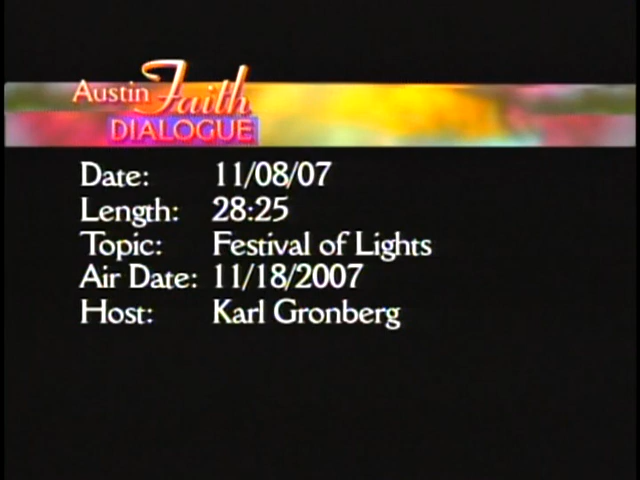 Austin Faith
DIALOGUE
Date: 11/08/07
Length: 28:25
Topic: Festival of Lights
Air Date: 11/18/2007
Host: Karl Gronberg